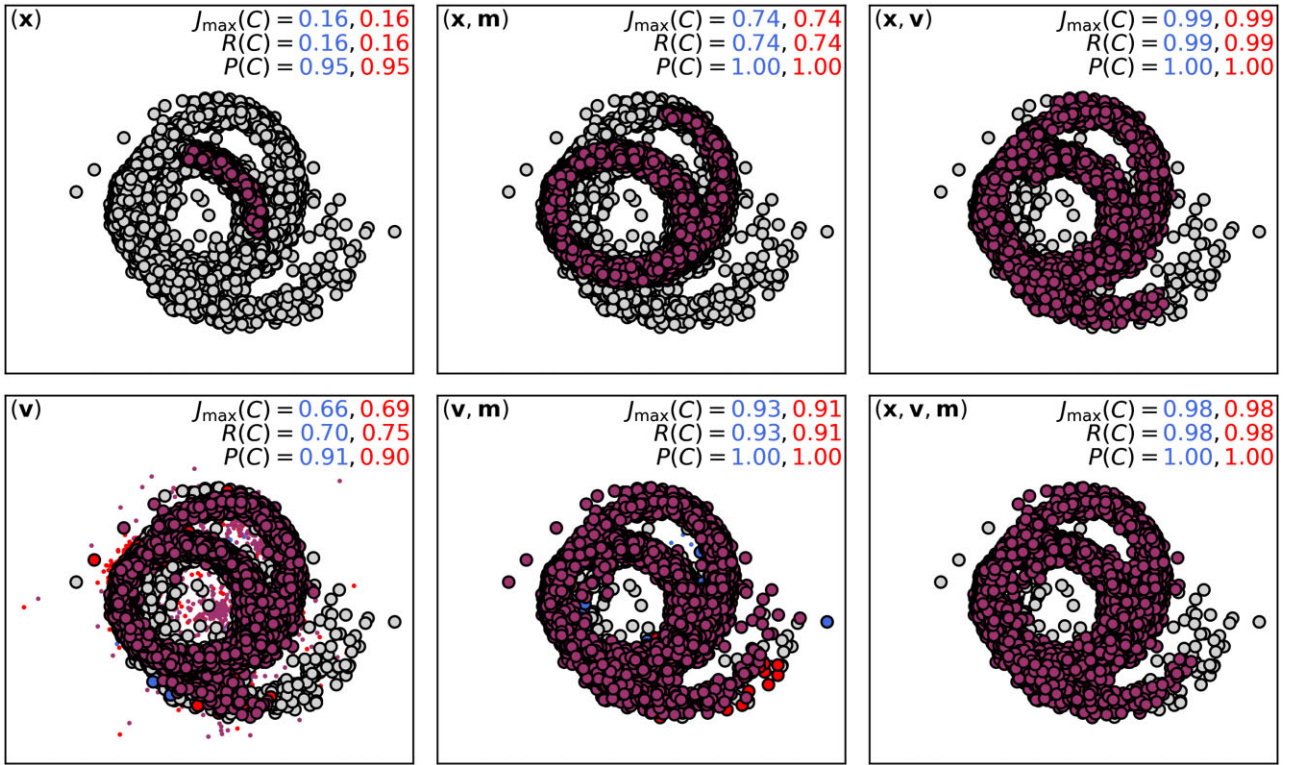 (x) J_max(C) = 0.16, 0.16
R(C) = 0.16, 0.16
P(C) = 0.95, 0.95
(x, m) J_max(C) = 0.74, 0.74
R(C) = 0.74, 0.74
P(C) = 1.00, 1.00
(x, v) J_max(C) = 0.99, 0.99
R(C) = 0.99, 0.99
P(C) = 1.00, 1.00
(v) J_max(C) = 0.66, 0.69
R(C) = 0.70, 0.75
P(C) = 0.91, 0.90
(v, m) J_max(C) = 0.93, 0.91
R(C) = 0.93, 0.91
P(C) = 1.00, 1.00
(x, v, m) J_max(C) = 0.98, 0.98
R(C) = 0.98, 0.98
P(C) = 1.00, 1.00